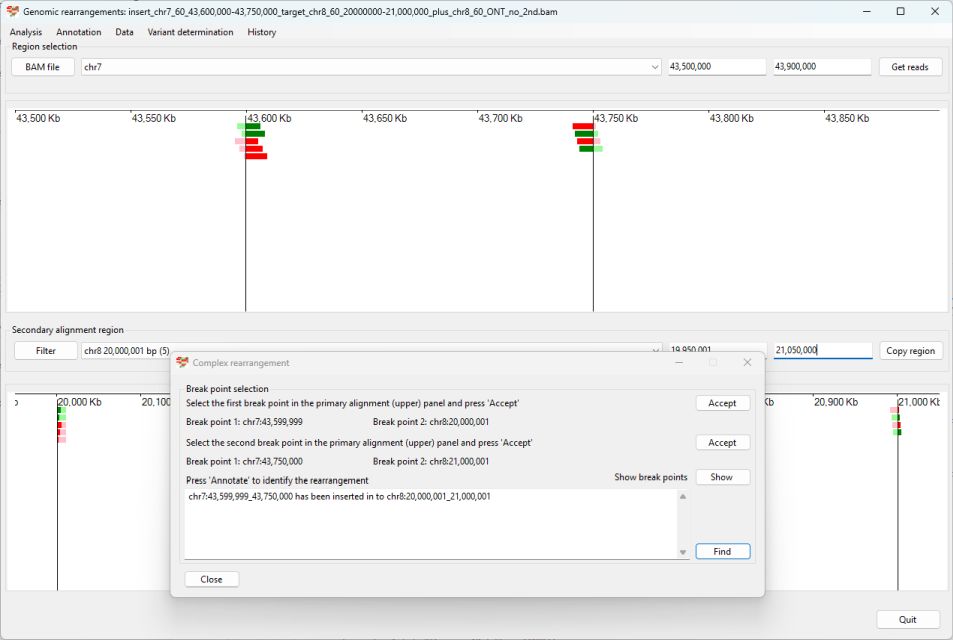 Genomic rearrangements: insert_chr7_60_43,600,000-43,750,000_target_chr8_60_20000000-21,000,000_plus_chr8_60_ONT_no_2nd.bam
Analysis Annotation Data Variant determination History
Region selection
BAM file chr7 43,500,000 43,900,000 Get reads
43,500 Kb 43,550 Kb 43,600 Kb 43,650 Kb 43,700 Kb 43,750 Kb 43,800 Kb 43,850 Kb
Secondary alignment region
Filter chr8 20,000,001 bp (5) 19,950,001 21,050,000 Copy region
20,000 Kb 20,100 Kb 20,900 Kb 21,000 Kb
Complex rearrangement
Break point selection
Select the first break point in the primary alignment (upper) panel and press 'Accept' Accept
Break point 1: chr7:43,599,999 Break point 2: chr8:20,000,001
Select the second break point in the primary alignment (upper) panel and press 'Accept' Accept
Break point 1: chr7:43,750,000 Break point 2: chr8:21,000,001
Press 'Annotate' to identify the rearrangement Show break points Show
chr7:43,599,999_43,750,000 has been inserted in to chr8:20,000,001_21,000,001
Find
Close
Quit